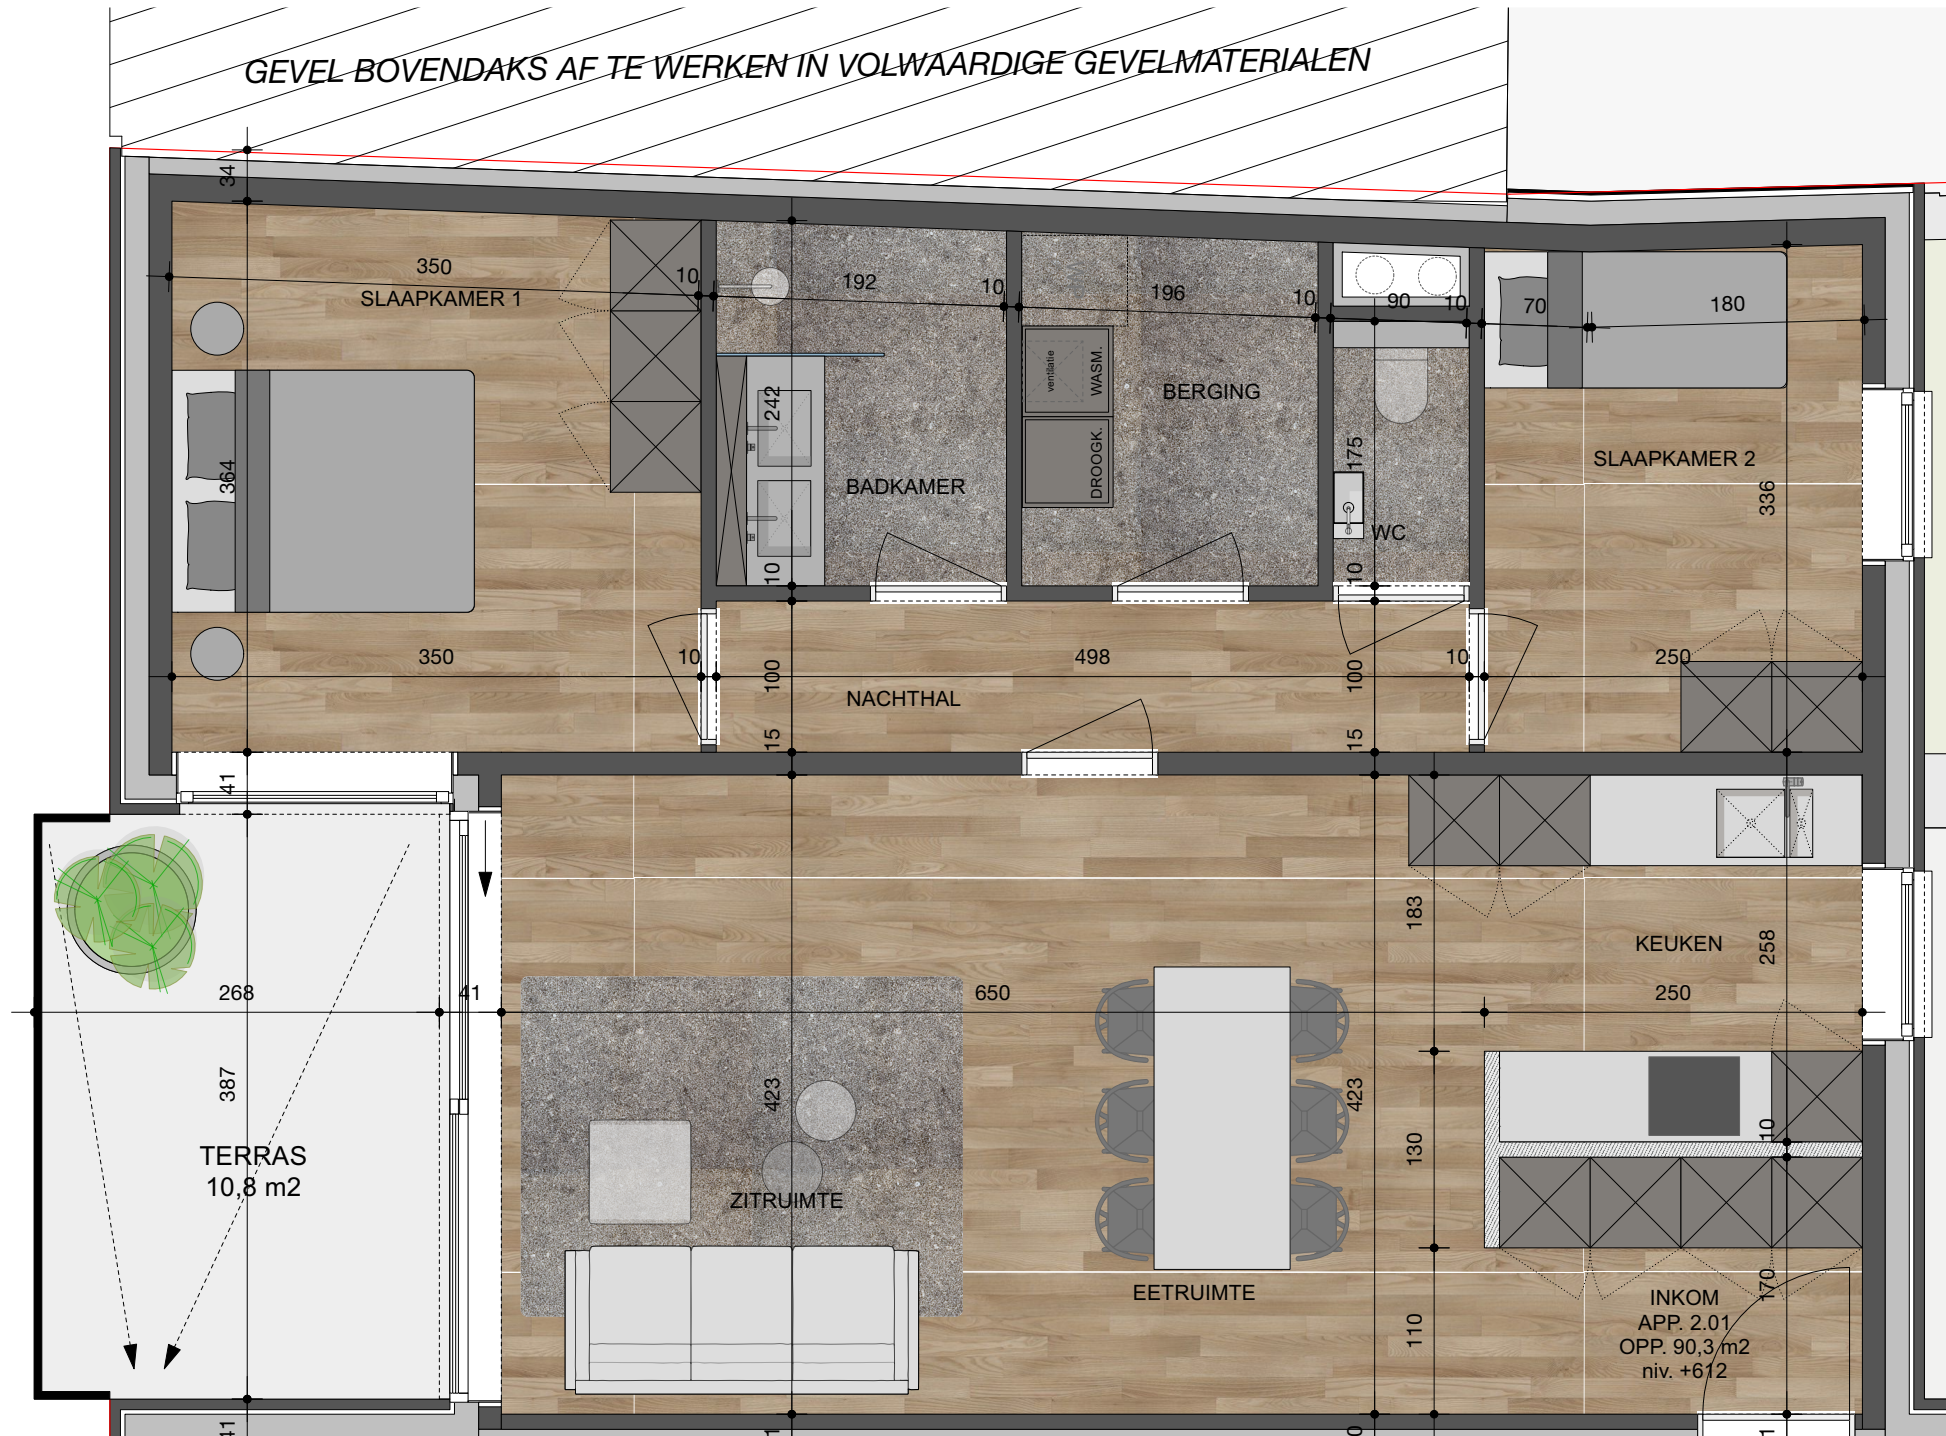 GEVEL BOVENDAKS AF TE WERKEN IN VOLWAARDIGE GEVELMATERIALEN
34
350
SLAAPKAMER 1
10
192
10
196
10
90
10
70
180
ventilatie
WASM.
DROOGK.
BERGING
242
BADKAMER
364
175
WC
SLAAPKAMER 2
336
10
10
350
10
498
10
250
100
100
NACHTHAL
15
15
41
183
KEUKEN
258
268
41
650
250
387
423
423
130
10
TERRAS
10,8 m2
ZITRUIMTE
EETRUIMTE
110
170
INKOM
APP. 2.01
OPP. 90,3 m2
niv. +612
41